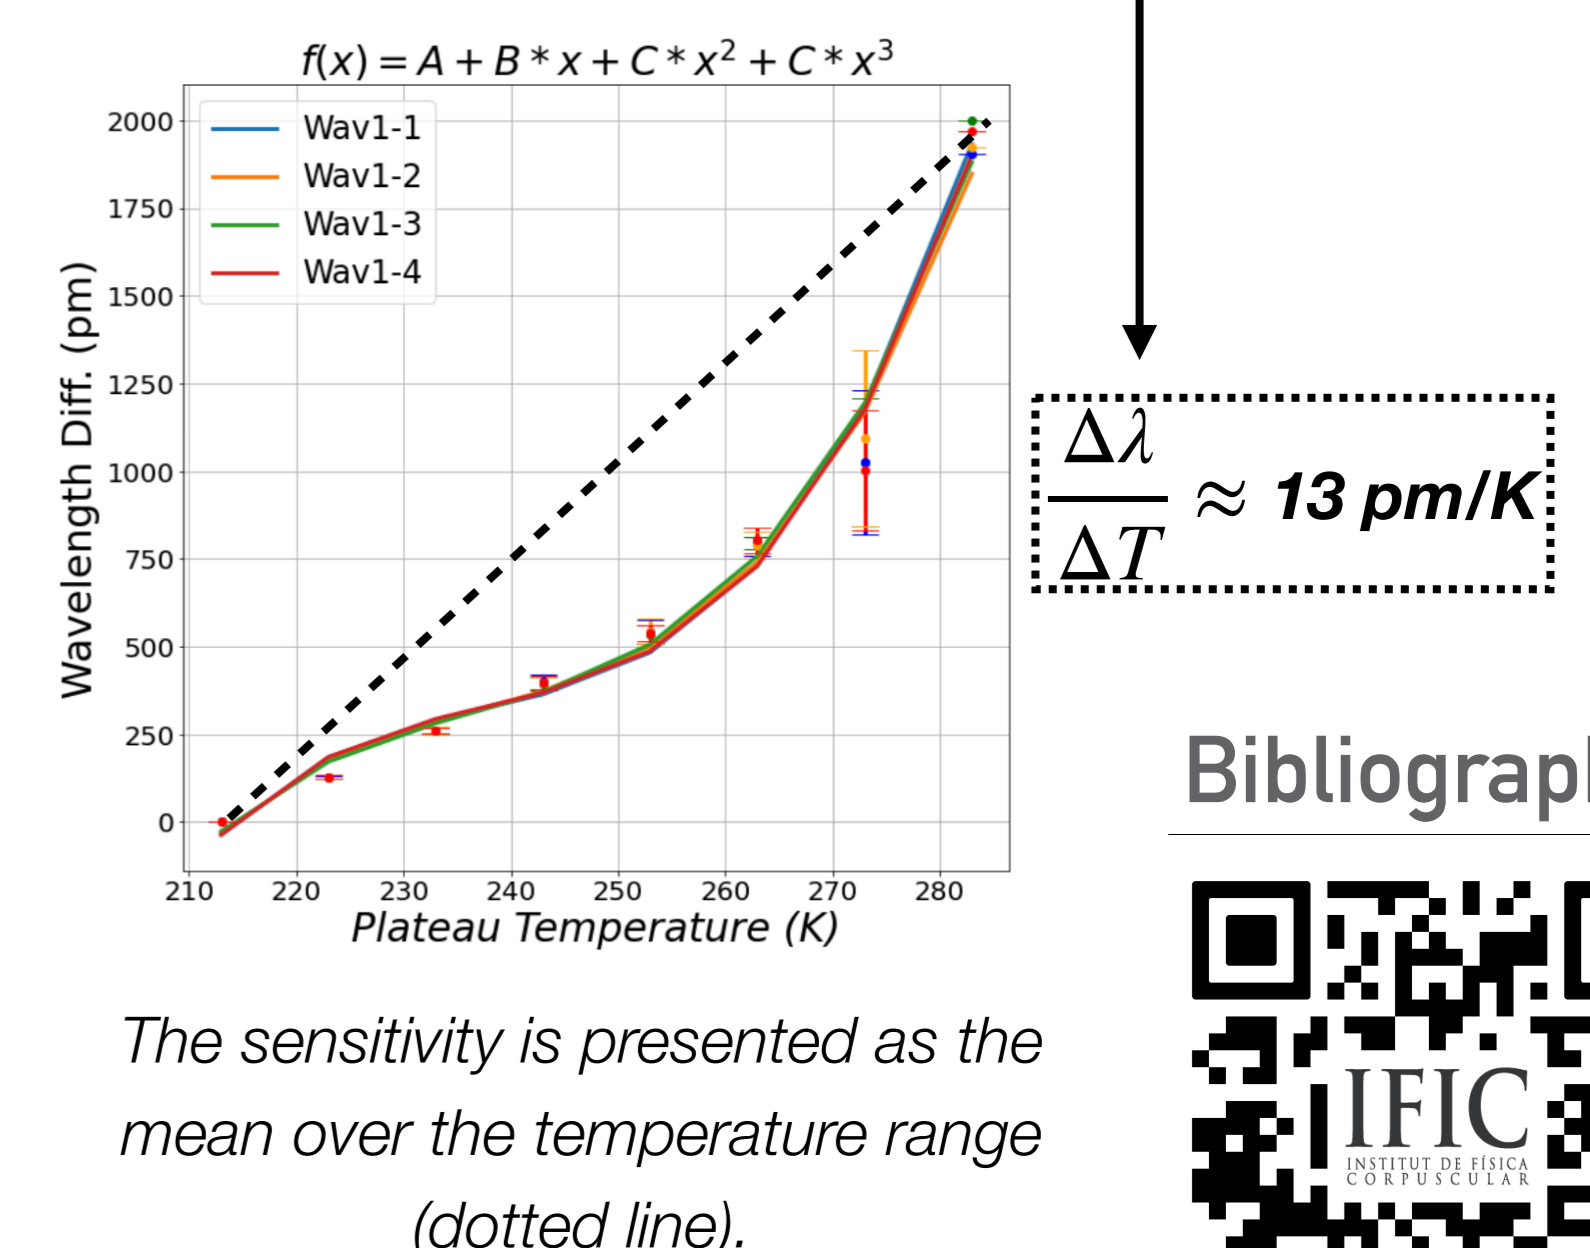 f(x) = A + B * x + C * x² + C * x³
Wav1-1
Wav1-2
Wav1-3
Wav1-4
Wavelength Diff. (pm)
2000
1750
1500
1250
1000
750
500
250
0
210 220 230 240 250 260 270 280
Plateau Temperature (K)
Δλ
ΔT
≈ 13 pm/K
The sensitivity is presented as the
mean over the temperature range
(dotted line).
Bibliograp
IFIC
INSTITUT DE FÍSICA
CORPUSCULAR